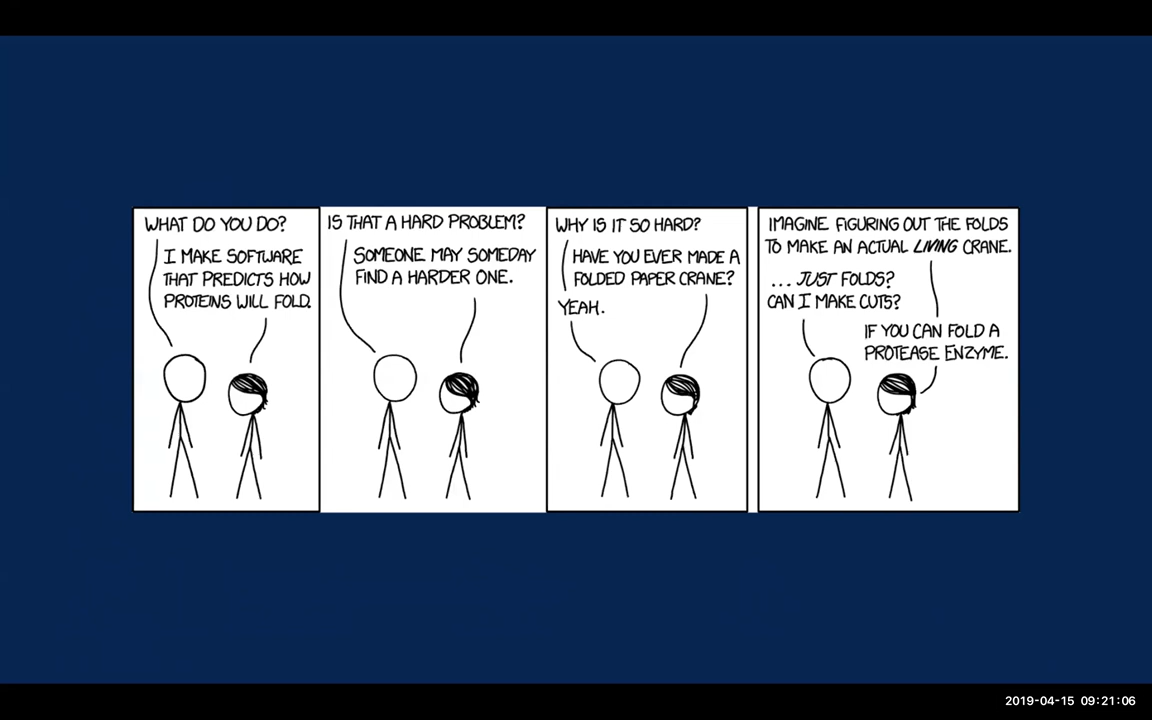 WHAT DO YOU DO?
I MAKE SOFTWARE
THAT PREDICTS HOW
PROTEINS WILL FOLD.
IS THAT A HARD PROBLEM?
SOMEONE MAY SOMEDAY
FIND A HARDER ONE.
WHY IS IT SO HARD?
HAVE YOU EVER MADE A
FOLDED PAPER CRANE?
YEAH.
IMAGINE FIGURING OUT THE FOLDS
TO MAKE AN ACTUAL LIVING CRANE.
... JUST FOLDS?
CAN I MAKE CUTS?
IF YOU CAN FOLD A
PROTEASE ENZYME.
2019-04-15 09:21:06